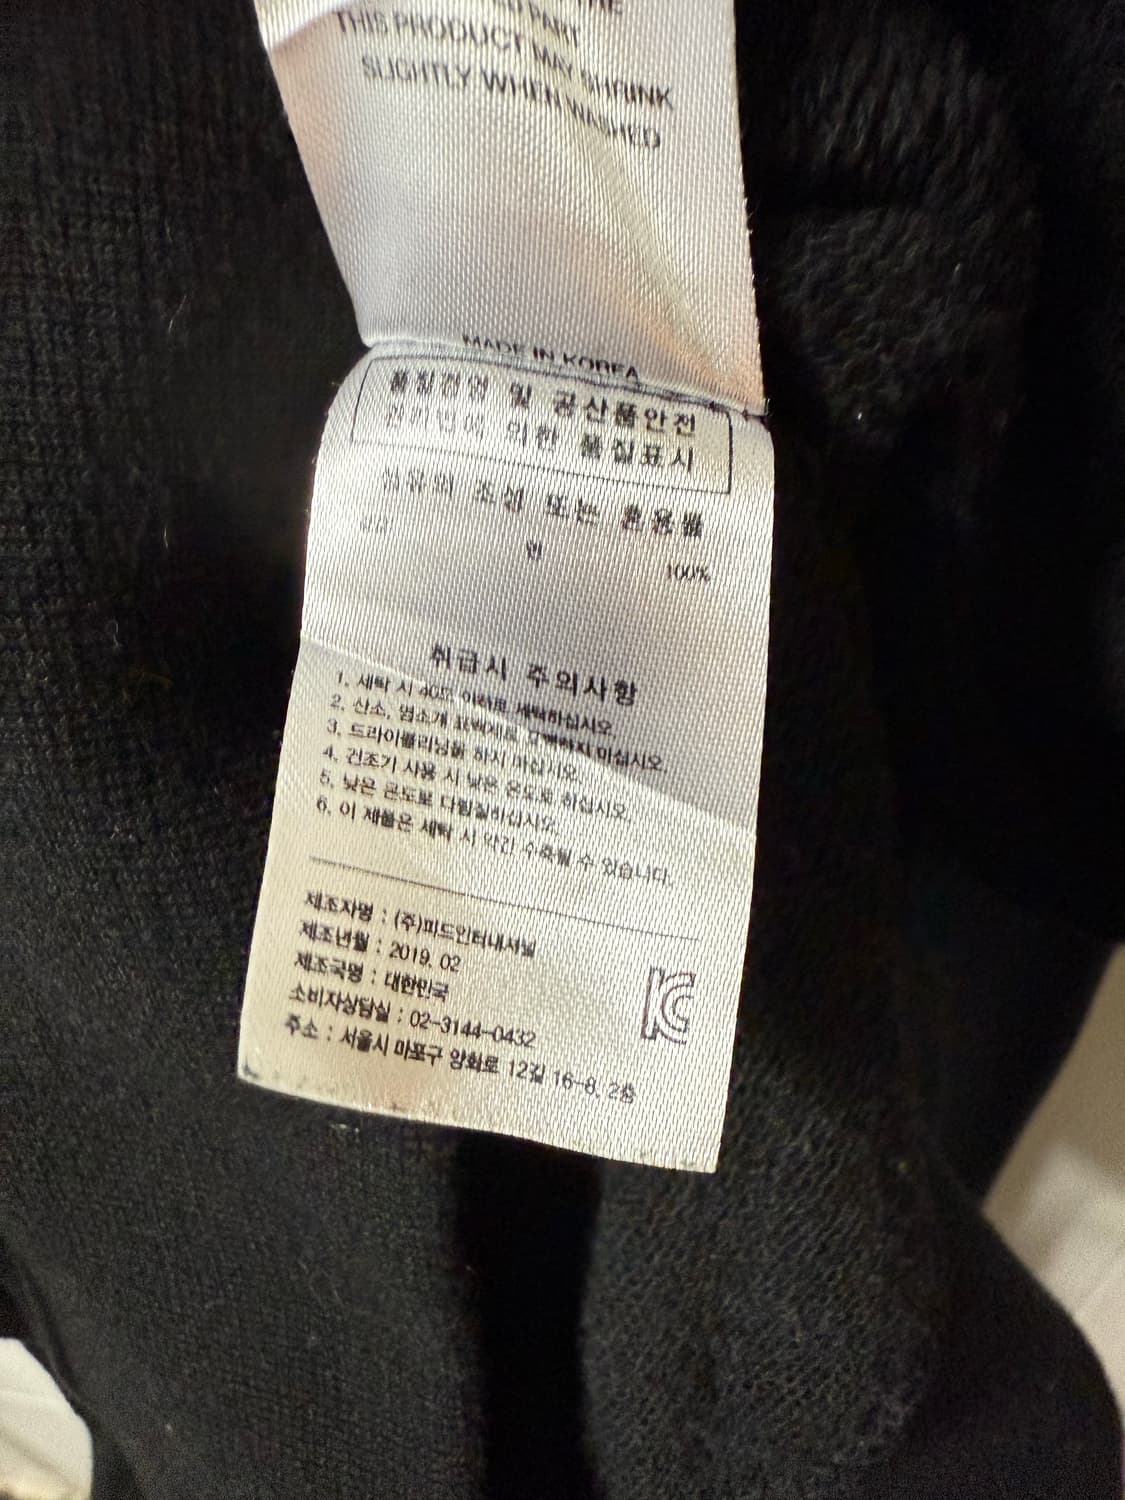 THE
PART
THIS PRODUCT MAY SHRINK
SLIGHTLY WHEN WASHED
MADE IN KOREA
품질경영 및 공산품안전
관리법에 의한 품질표시
섬유의 조성 또는 혼용률
겉감 면 100%
취급시 주의사항
1. 세탁 시 40도 이하로 세탁하십시오.
2. 산소, 염소계 표백제로 표백하지 마십시오.
3. 드라이클리닝을 하지 마십시오.
4. 건조기 사용 시 낮은 온도로 하십시오.
5. 낮은 온도로 다림질하십시오.
6. 이 제품은 세탁 시 약간 수축될 수 있습니다.
제조자명 : (주)피드인터내셔널
제조년월 : 2019. 02
제조국명 : 대한민국
소비자상담실 : 02-3144-0432
주소 : 서울시 마포구 양화로 12길 16-8, 2층
KC